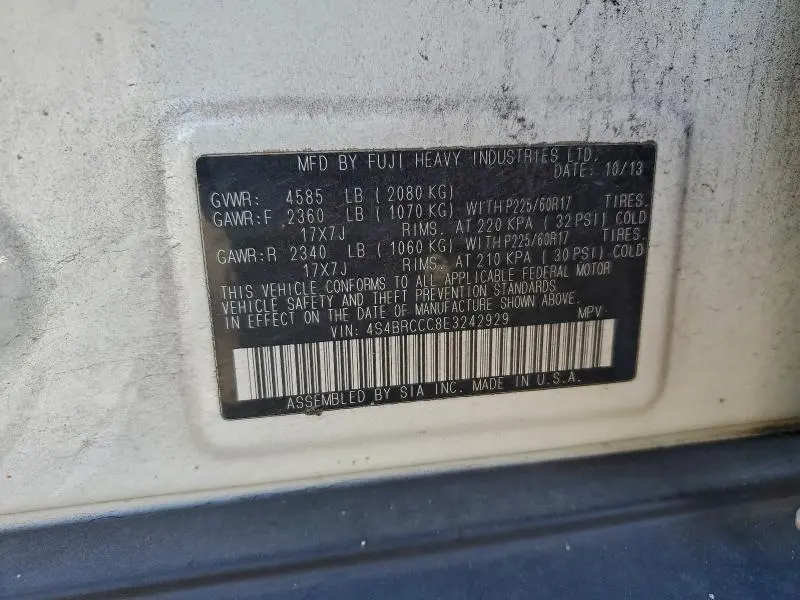 MFD BY FUJI HEAVY INDUSTRIES LTD.
DATE: 10/13
GVWR: 4585 LB ( 2080 KG)
GAWR:F 2360 LB ( 1070 KG) WITH P225/60R17 TIRES.
17X7J RIMS. AT 220 KPA ( 32 PSI) COLD
GAWR:R 2340 LB ( 1060 KG) WITH P225/60R17 TIRES.
17X7J RIMS. AT 210 KPA ( 30 PSI) COLD
THIS VEHICLE CONFORMS TO ALL APPLICABLE FEDERAL MOTOR
VEHICLE SAFETY AND THEFT PREVENTION STANDARDS
IN EFFECT ON THE DATE OF MANUFACTURE SHOWN ABOVE.
VIN: 4S4BRCCC8E3242929 MPV
ASSEMBLED BY SIA INC. MADE IN U.S.A.